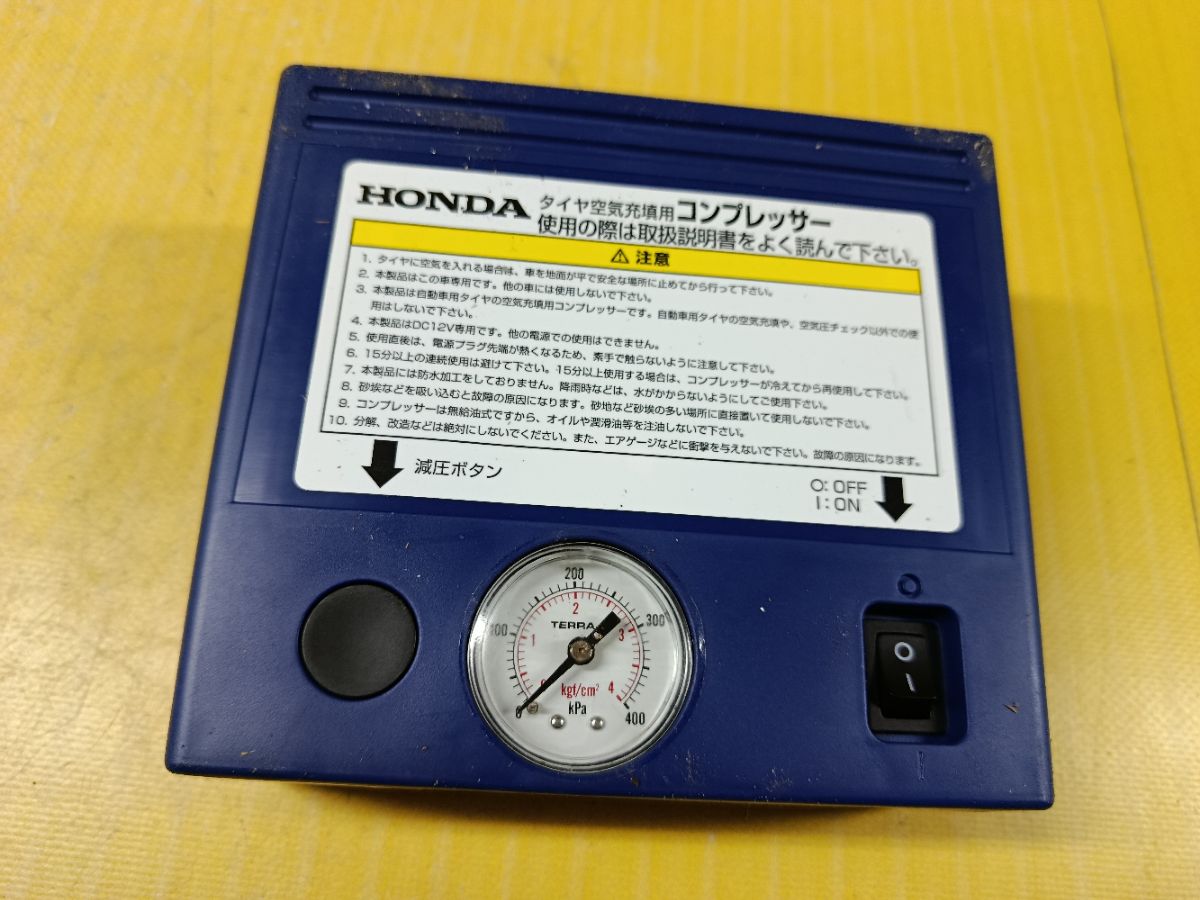 HONDA タイヤ空気充填用コンプレッサー
使用の際は取扱説明書をよく読んで下さい。
⚠ 注意
1. タイヤに空気を入れる場合は、車を地面が平で安全な場所に止めてから行って下さい。
2. 本製品はこの車専用です。他の車には使用しないで下さい。
3. 本製品は自動車用タイヤの空気充填用コンプレッサーです。自動車用タイヤの空気充填や、空気圧チェック以外での使
用はしないで下さい。
4. 本製品はDC12V専用です。他の電源での使用はできません。
5. 使用直後は、電源プラグ先端が熱くなるため、素手で触らないように注意して下さい。
6. 15分以上の連続使用は避けて下さい。15分以上使用する場合は、コンプレッサーが冷えてから再使用して下さい。
7. 本製品には防水加工をしておりません。降雨時などは、水がかからないようにしてご使用下さい。
8. 砂埃などを吸い込むと故障の原因になります。砂地など砂埃の多い場所に直接置いて使用しないで下さい。
9. コンプレッサーは無給油式ですから、オイルや潤滑油等を注油しないで下さい。
10. 分解、改造などは絶対にしないでください。また、エアゲージなどに衝撃を与えないで下さい。故障の原因になります。
減圧ボタン
O: OFF
I: ON
200
100 2 300
TERRA
1 3
0 kgf/cm² 4
0 kPa 400
O
O
I
I